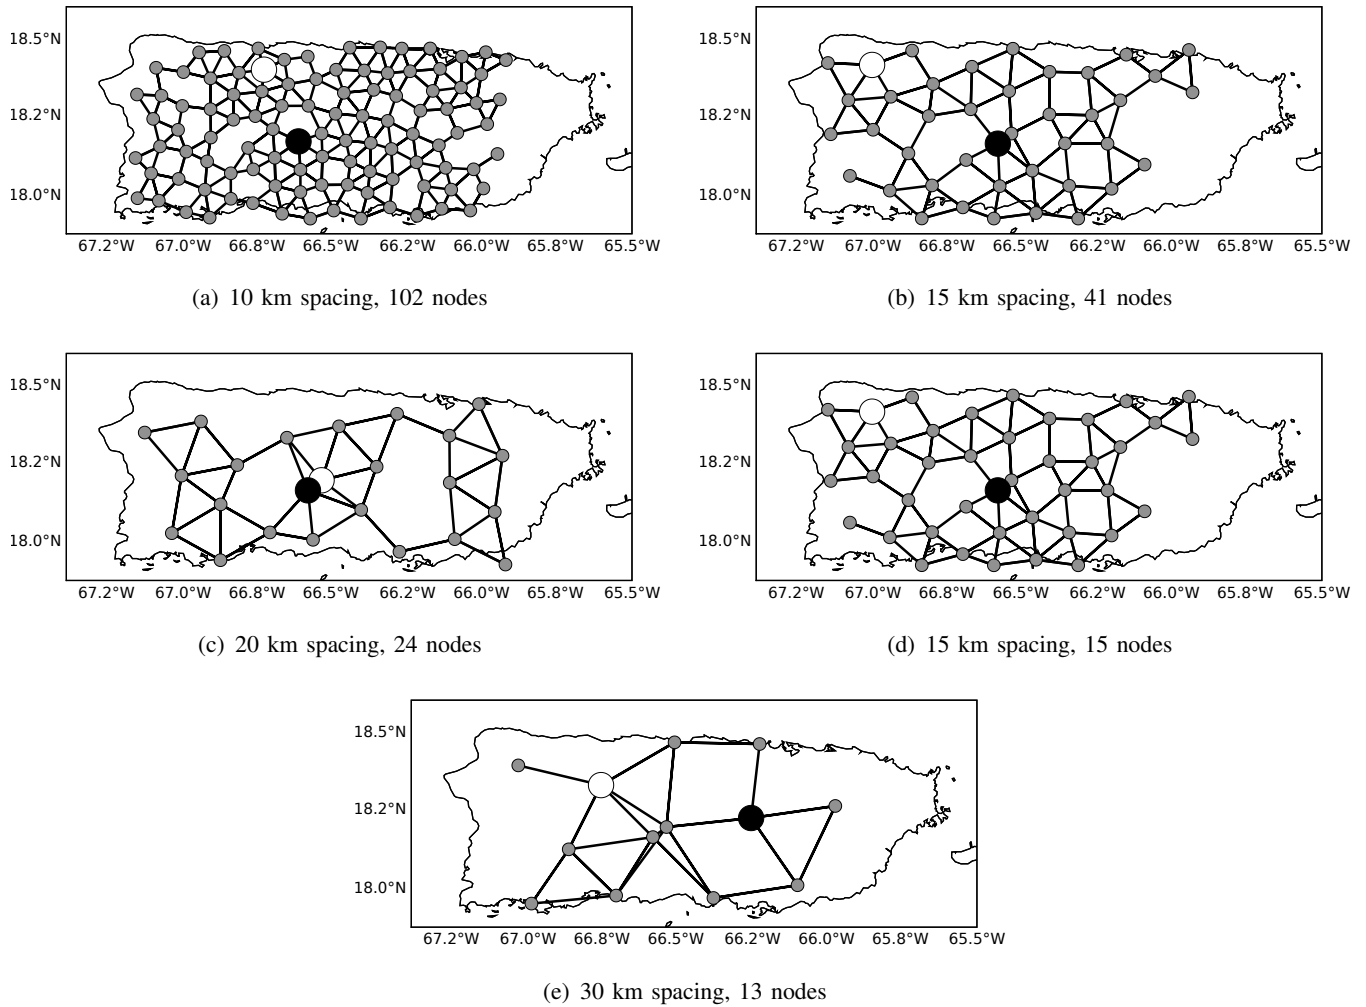 18.5°N
18.2°N
18.0°N
67.2°W 67.0°W 66.8°W 66.5°W 66.2°W 66.0°W 65.8°W 65.5°W
(a) 10 km spacing, 102 nodes
18.5°N
18.2°N
18.0°N
67.2°W 67.0°W 66.8°W 66.5°W 66.2°W 66.0°W 65.8°W 65.5°W
(b) 15 km spacing, 41 nodes
18.5°N
18.2°N
18.0°N
67.2°W 67.0°W 66.8°W 66.5°W 66.2°W 66.0°W 65.8°W 65.5°W
(c) 20 km spacing, 24 nodes
18.5°N
18.2°N
18.0°N
67.2°W 67.0°W 66.8°W 66.5°W 66.2°W 66.0°W 65.8°W 65.5°W
(d) 15 km spacing, 15 nodes
18.5°N
18.2°N
18.0°N
67.2°W 67.0°W 66.8°W 66.5°W 66.2°W 66.0°W 65.8°W 65.5°W
(e) 30 km spacing, 13 nodes